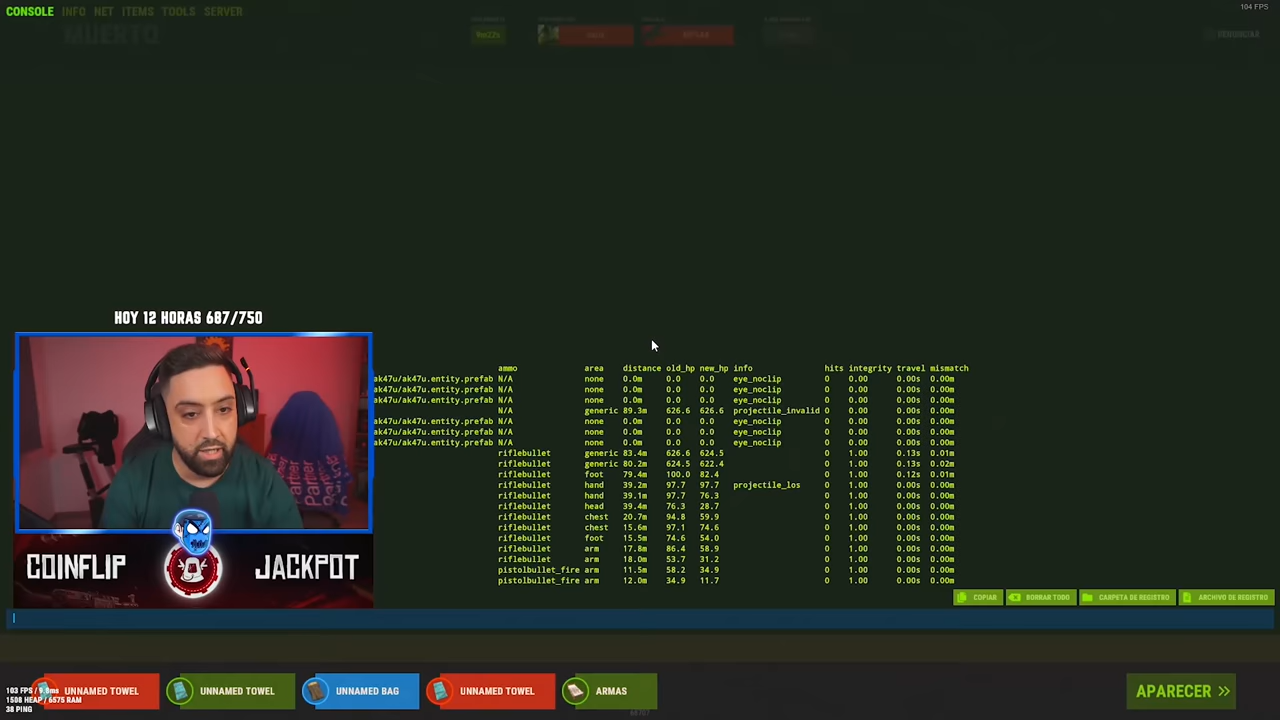 CONSOLE INFO NET ITEMS TOOLS SERVER
104 FPS
MUERTO
DENUNCIAR
HOY 12 HORAS 687/750
ammo area distance old_hp new_hp info hits integrity travel mismatch
ak47u/ak47u.entity.prefab N/A none 0.0m 0.0 0.0 eye_noclip 0 0.00 0.00s 0.00m
ak47u/ak47u.entity.prefab N/A none 0.0m 0.0 0.0 eye_noclip 0 0.00 0.00s 0.00m
ak47u/ak47u.entity.prefab N/A none 0.0m 0.0 0.0 eye_noclip 0 0.00 0.00s 0.00m
N/A generic 89.3m 626.6 626.6 projectile_invalid 0 0.00 0.00s 0.00m
ak47u/ak47u.entity.prefab N/A none 0.0m 0.0 0.0 eye_noclip 0 0.00 0.00s 0.00m
ak47u/ak47u.entity.prefab N/A none 0.0m 0.0 0.0 eye_noclip 0 0.00 0.00s 0.00m
ak47u/ak47u.entity.prefab N/A none 0.0m 0.0 0.0 eye_noclip 0 0.00 0.00s 0.00m
riflebullet generic 83.4m 626.6 624.5 0 1.00 0.13s 0.01m
riflebullet generic 80.2m 624.5 622.4 0 1.00 0.13s 0.02m
riflebullet foot 79.4m 100.0 82.4 0 1.00 0.12s 0.01m
riflebullet hand 39.2m 97.7 97.7 projectile_los 0 1.00 0.00s 0.00m
riflebullet hand 39.1m 97.7 76.3 0 1.00 0.00s 0.00m
riflebullet head 39.4m 76.3 28.7 0 1.00 0.00s 0.00m
riflebullet chest 20.7m 94.8 59.9 0 1.00 0.00s 0.00m
riflebullet chest 15.6m 97.1 74.6 0 1.00 0.00s 0.00m
riflebullet foot 15.5m 74.6 54.0 0 1.00 0.00s 0.00m
riflebullet arm 17.8m 86.4 58.9 0 1.00 0.00s 0.00m
riflebullet arm 18.0m 53.7 31.2 0 1.00 0.00s 0.00m
pistolbullet_fire arm 11.5m 58.2 34.9 0 1.00 0.00s 0.00m
pistolbullet_fire arm 12.0m 34.9 11.7 0 1.00 0.00s 0.00m
Partner Partner
COINFLIP JACKPOT
COPIAR BORRAR TODO CARPETA DE REGISTRO ARCHIVO DE REGISTRO
UNNAMED TOWEL UNNAMED TOWEL UNNAMED BAG UNNAMED TOWEL ARMAS APARECER >>
103 FPS / 9.6ms
1508 HEAP / 6575 RAM
38 PING